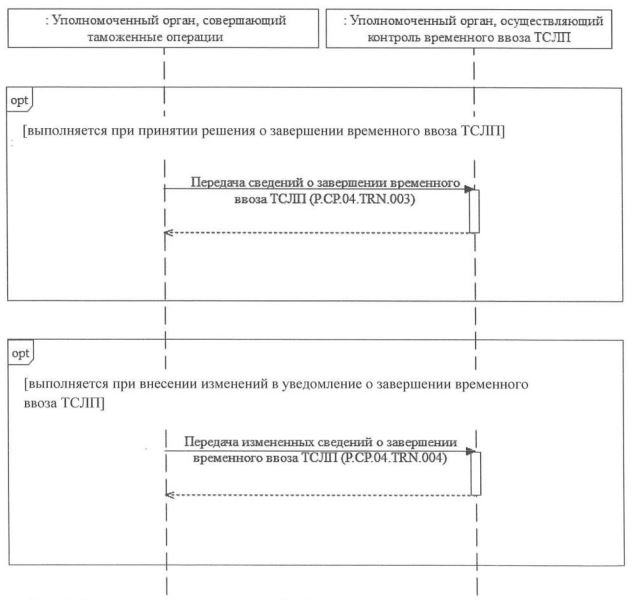 : Уполномоченный орган, совершающий
таможенные операции
: Уполномоченный орган, осуществляющий
контроль временного ввоза ТСЛП
opt
[выполняется при принятии решения о завершении временного ввоза ТСЛП]
Передача сведений о завершении временного
ввоза ТСЛП (P.CP.04.TRN.003)
opt
[выполняется при внесении изменений в уведомление о завершении временного
ввоза ТСЛП]
Передача измененных сведений о завершении
временного ввоза ТСЛП (P.CP.04.TRN.004)